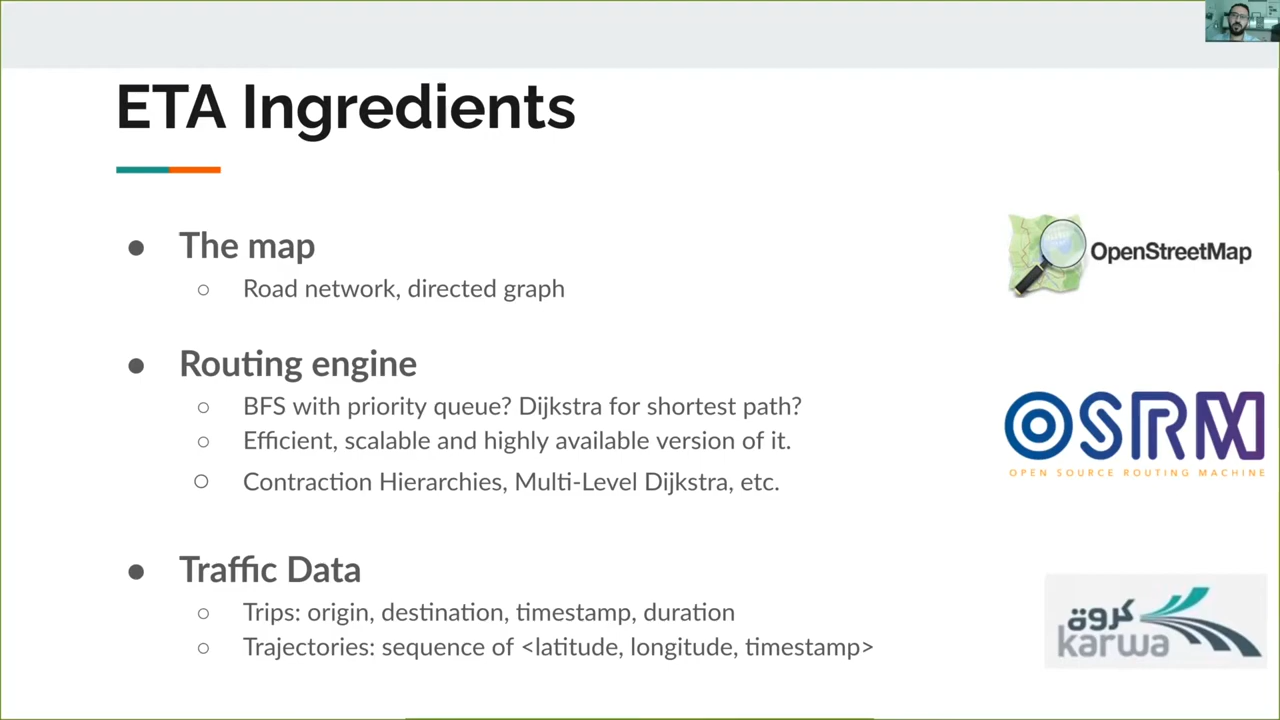 ETA Ingredients
● The map
○ Road network, directed graph
OpenStreetMap
● Routing engine
○ BFS with priority queue? Dijkstra for shortest path?
○ Efficient, scalable and highly available version of it.
○ Contraction Hierarchies, Multi-Level Dijkstra, etc.
OSRM
OPEN SOURCE ROUTING MACHINE
● Traffic Data
○ Trips: origin, destination, timestamp, duration
○ Trajectories: sequence of <latitude, longitude, timestamp>
كروة
karwa